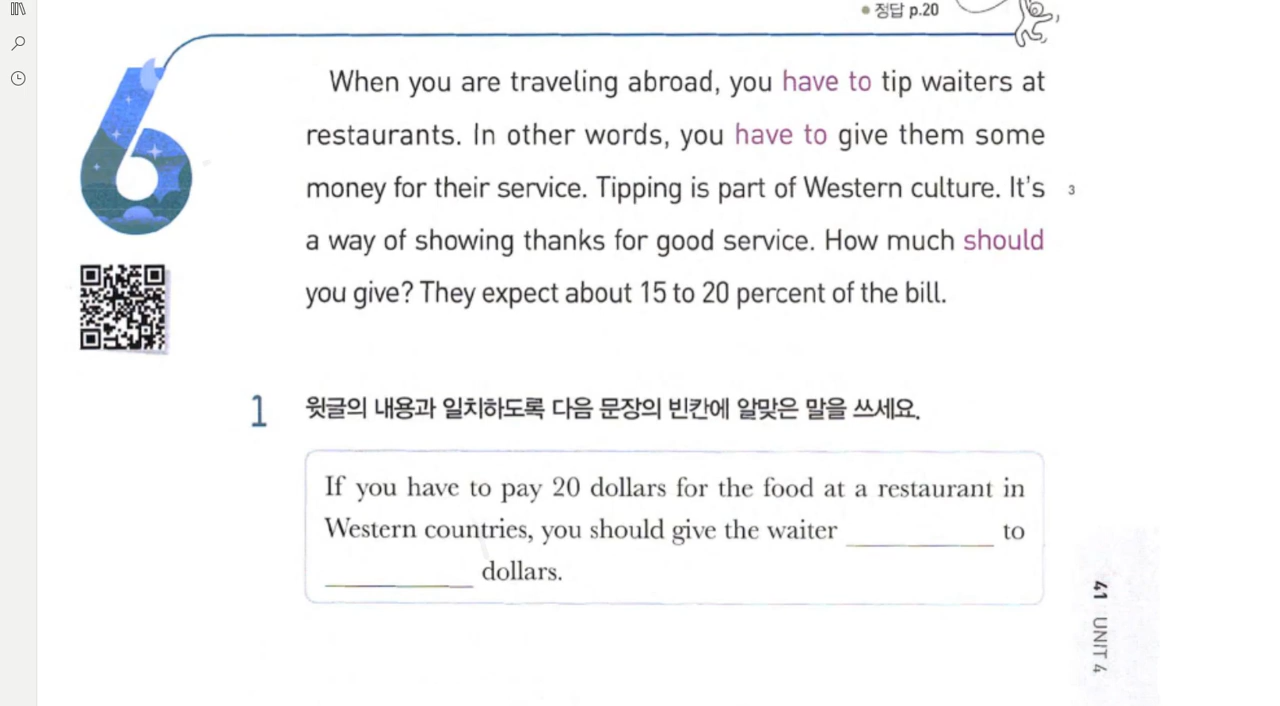 정답 p.20
6
When you are traveling abroad, you have to tip waiters at
restaurants. In other words, you have to give them some
money for their service. Tipping is part of Western culture. It's
3
a way of showing thanks for good service. How much should
you give? They expect about 15 to 20 percent of the bill.
1
윗글의 내용과 일치하도록 다음 문장의 빈칸에 알맞은 말을 쓰세요.
If you have to pay 20 dollars for the food at a restaurant in
Western countries, you should give the waiter __________ to
__________ dollars.
41 UNIT 4